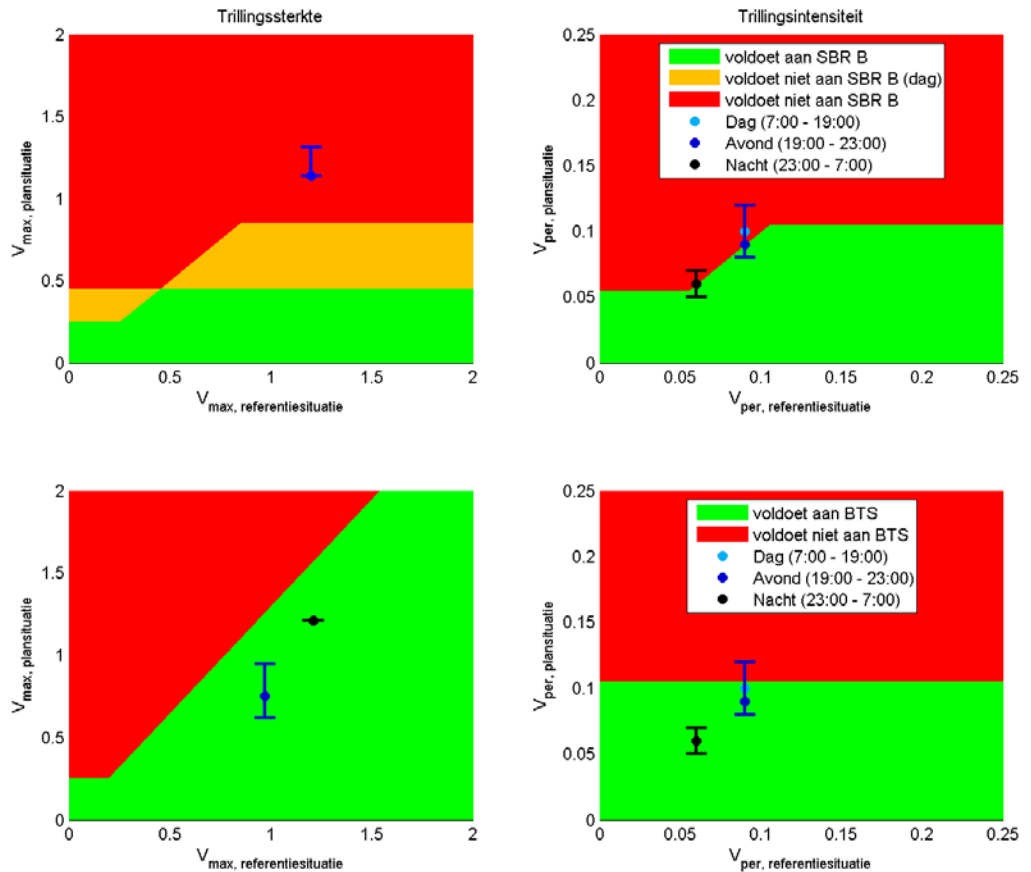 Trillingssterkte
2
1.5
1
0.5
0
V_max, plansituatie
0 0.5 1 1.5 2
V_max, referentiesituatie
Trillingsintensiteit
0.25
0.2
0.15
0.1
0.05
0
V_per, plansituatie
voldoet aan SBR B
voldoet niet aan SBR B (dag)
voldoet niet aan SBR B
Dag (7:00 - 19:00)
Avond (19:00 - 23:00)
Nacht (23:00 - 7:00)
0 0.05 0.1 0.15 0.2 0.25
V_per, referentiesituatie
2
1.5
1
0.5
0
V_max, plansituatie
0 0.5 1 1.5 2
V_max, referentiesituatie
0.25
0.2
0.15
0.1
0.05
0
V_per, plansituatie
voldoet aan BTS
voldoet niet aan BTS
Dag (7:00 - 19:00)
Avond (19:00 - 23:00)
Nacht (23:00 - 7:00)
0 0.05 0.1 0.15 0.2 0.25
V_per, referentiesituatie